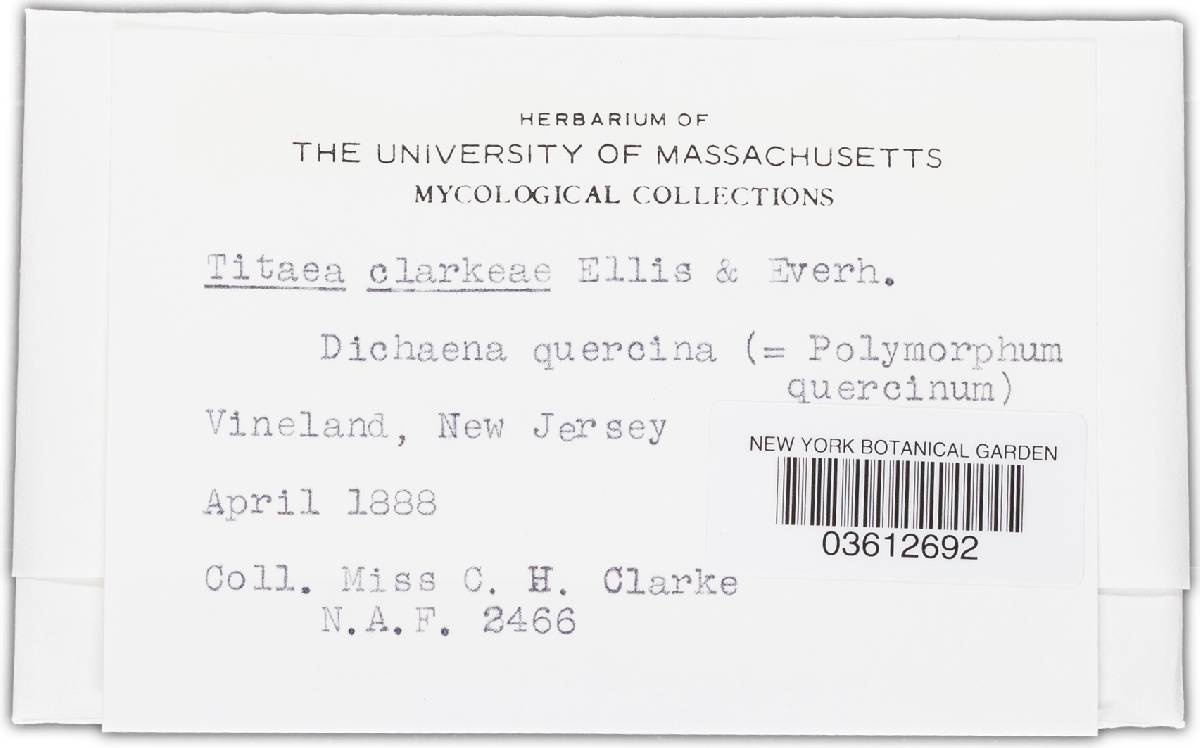 HERBARIUM OF
THE UNIVERSITY OF MASSACHUSETTS
MYCOLOGICAL COLLECTIONS
Titaea clarkeae Ellis & Everh.
Dichaena quercina (= Polymorphum
quercinum)
Vineland, New Jersey
April 1888
Coll. Miss C. H. Clarke
N.A.F. 2466
NEW YORK BOTANICAL GARDEN
03612692